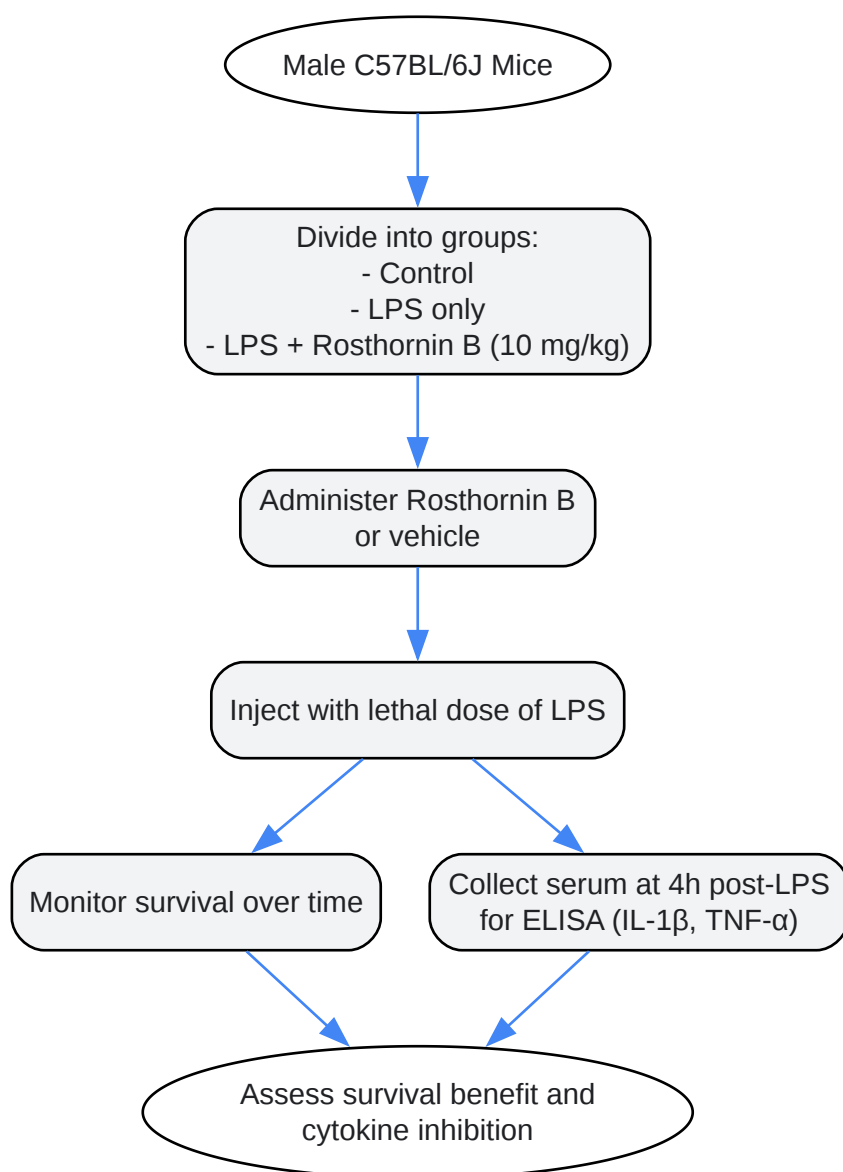 Male C57BL/6J Mice
Divide into groups:
- Control
- LPS only
- LPS + Rosthornin B (10 mg/kg)
Administer Rosthornin B
or vehicle
Inject with lethal dose of LPS
Monitor survival over time
Collect serum at 4h post-LPS
for ELISA (IL-1β, TNF-α)
Assess survival benefit and
cytokine inhibition